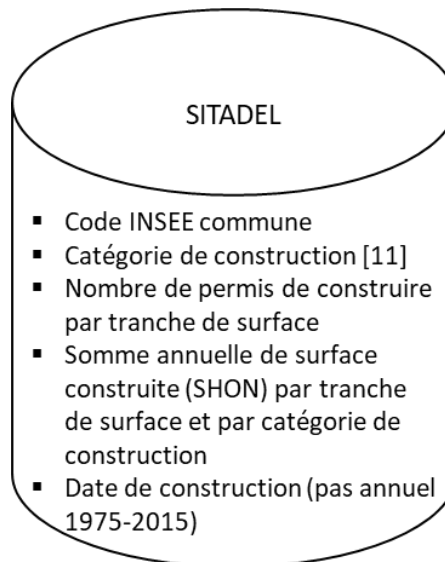 SITADEL
▪ Code INSEE commune
▪ Catégorie de construction [11]
▪ Nombre de permis de construire
par tranche de surface
▪ Somme annuelle de surface
construite (SHON) par tranche
de surface et par catégorie de
construction
▪ Date de construction (pas annuel
1975-2015)